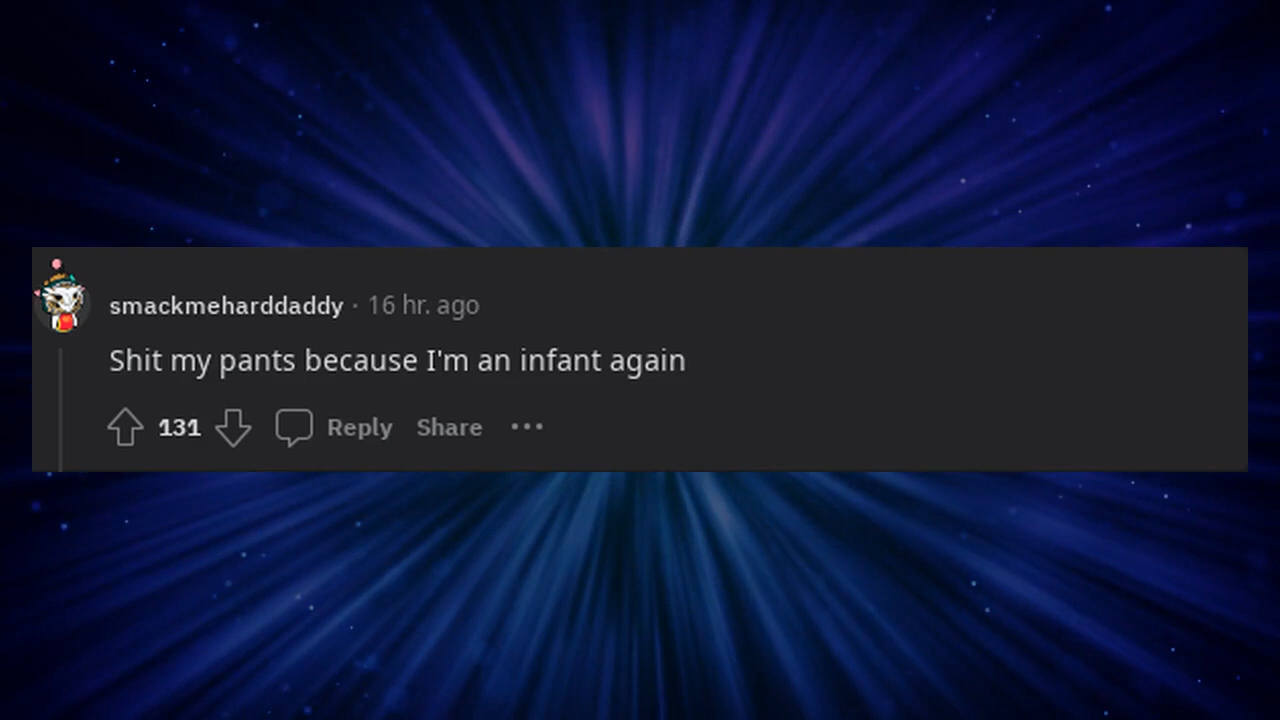 smackmeharddaddy · 16 hr. ago
Shit my pants because I'm an infant again
131 Reply Share ···